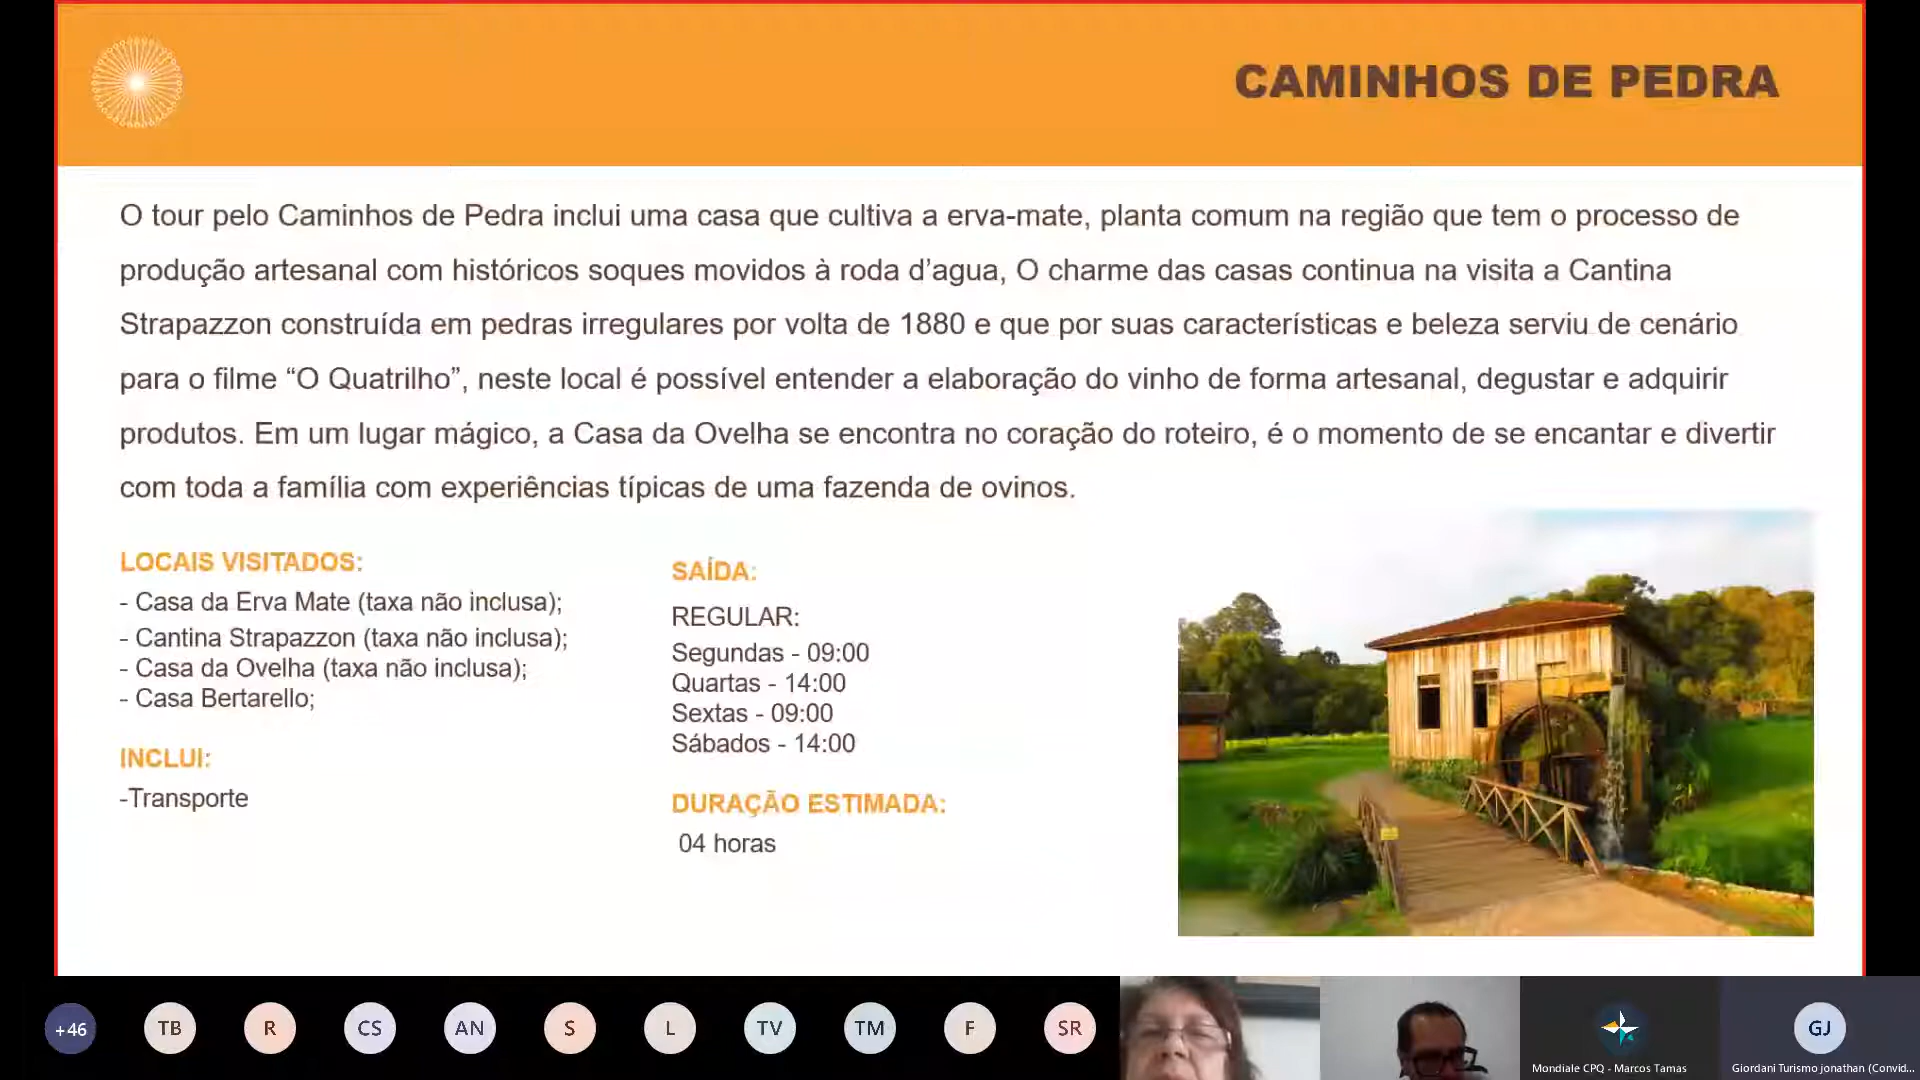 CAMINHOS DE PEDRA
O tour pelo Caminhos de Pedra inclui uma casa que cultiva a erva-mate, planta comum na região que tem o processo de
produção artesanal com históricos soques movidos à roda d’agua, O charme das casas continua na visita a Cantina
Strapazzon construída em pedras irregulares por volta de 1880 e que por suas características e beleza serviu de cenário
para o filme “O Quatrilho”, neste local é possível entender a elaboração do vinho de forma artesanal, degustar e adquirir
produtos. Em um lugar mágico, a Casa da Ovelha se encontra no coração do roteiro, é o momento de se encantar e divertir
com toda a família com experiências típicas de uma fazenda de ovinos.
LOCAIS VISITADOS:
- Casa da Erva Mate (taxa não inclusa);
- Cantina Strapazzon (taxa não inclusa);
- Casa da Ovelha (taxa não inclusa);
- Casa Bertarello;
INCLUI:
-Transporte
SAÍDA:
REGULAR:
Segundas - 09:00
Quartas - 14:00
Sextas - 09:00
Sábados - 14:00
DURAÇÃO ESTIMADA:
04 horas
+46
TB
R
CS
AN
S
L
TV
TM
F
SR
GJ
Mondiale CPQ - Marcos Tamas
Giordani Turismo jonathan (Convid...